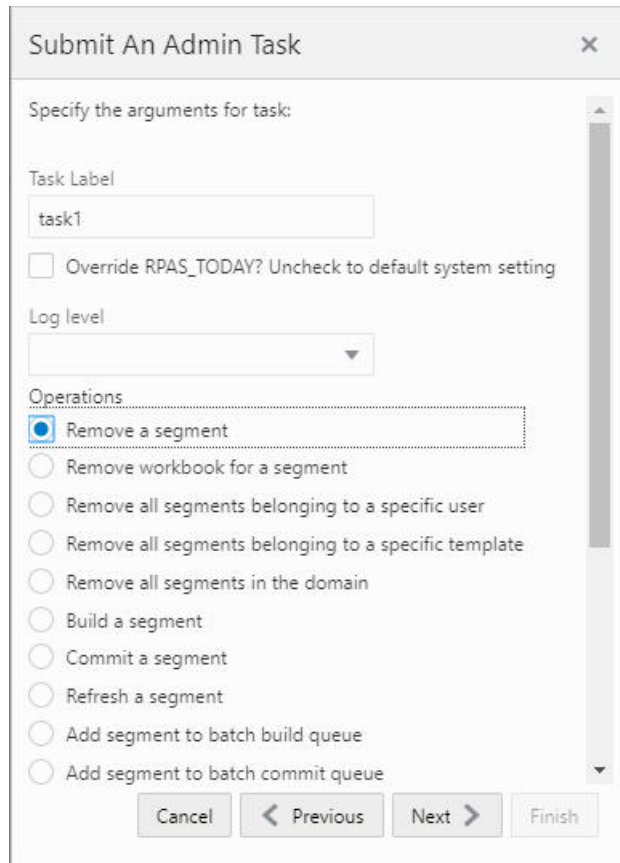 Submit An Admin Task
Specify the arguments for task:
Task Label
task1
Override RPAS_TODAY? Uncheck to default system setting
Log level
Operations
Remove a segment
Remove workbook for a segment
Remove all segments belonging to a specific user
Remove all segments belonging to a specific template
Remove all segments in the domain
Build a segment
Commit a segment
Refresh a segment
Add segment to batch build queue
Add segment to batch commit queue
Cancel Previous Next Finish